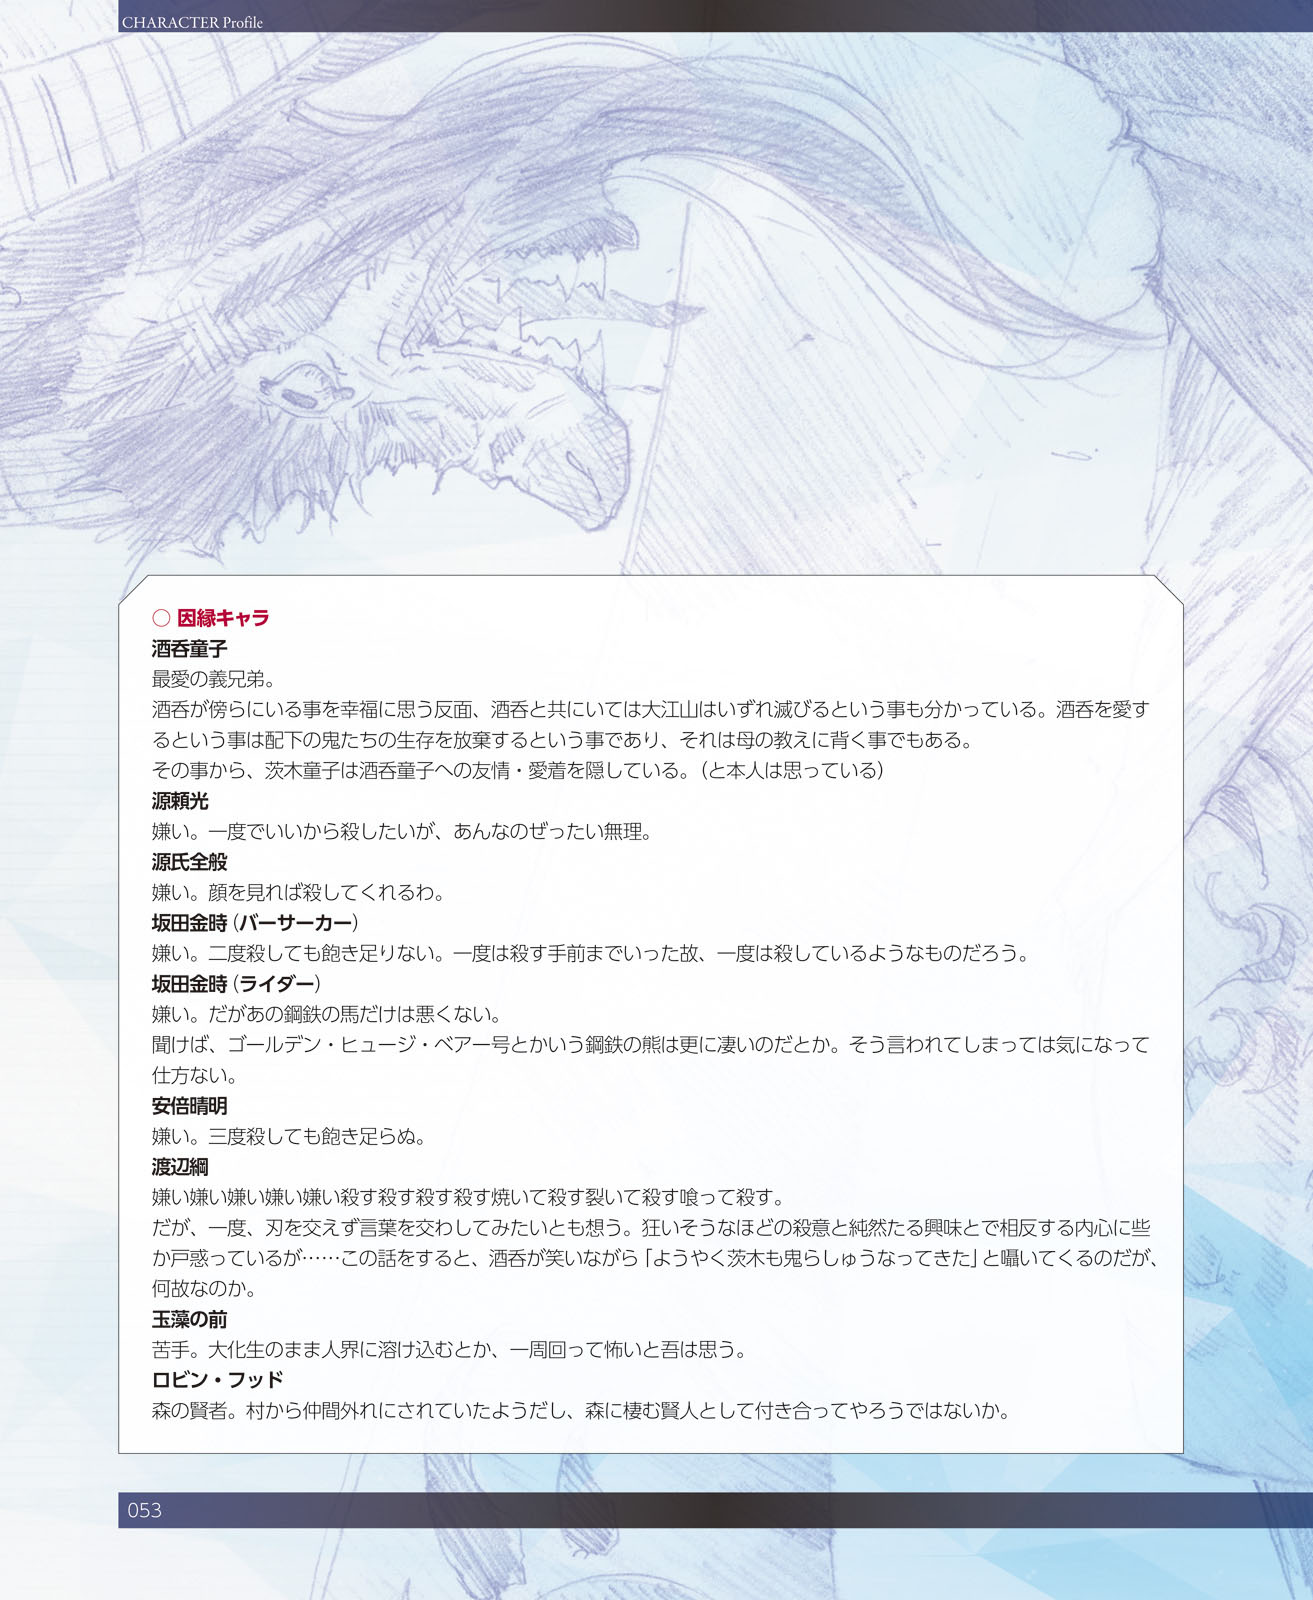 CHARACTER Profile
○ 因縁キャラ
酒呑童子
最愛の義兄弟。
酒呑が傍らにいる事を幸福に思う反面、酒呑と共にいては大江山はいずれ滅びるという事も分かっている。酒呑を愛す
るという事は配下の鬼たちの生存を放棄するという事であり、それは母の教えに背く事でもある。
その事から、茨木童子は酒呑童子への友情・愛着を隠している。（と本人は思っている）
源頼光
嫌い。一度でいいから殺したいが、あんなのぜったい無理。
源氏全般
嫌い。顔を見れば殺してくれるわ。
坂田金時（バーサーカー）
嫌い。二度殺しても飽き足りない。一度は殺す手前までいった故、一度は殺しているようなものだろう。
坂田金時（ライダー）
嫌い。だがあの鋼鉄の馬だけは悪くない。
聞けば、ゴールデン・ヒュージ・ベアー号とかいう鋼鉄の熊は更に凄いのだとか。そう言われてしまっては気になって
仕方ない。
安倍晴明
嫌い。三度殺しても飽き足らぬ。
渡辺綱
嫌い嫌い嫌い嫌い嫌い殺す殺す殺す殺す焼いて殺す裂いて殺す喰って殺す。
だが、一度、刃を交えず言葉を交わしてみたいとも想う。狂いそうなほどの殺意と純然たる興味とで相反する内心に些
か戸惑っているが……この話をすると、酒呑が笑いながら「ようやく茨木も鬼らしゅうなってきた」と囁いてくるのだが、
何故なのか。
玉藻の前
苦手。大化生のまま人界に溶け込むとか、一周回って怖いと吾は思う。
ロビン・フッド
森の賢者。村から仲間外れにされていたようだし、森に棲む賢人として付き合ってやろうではないか。
053